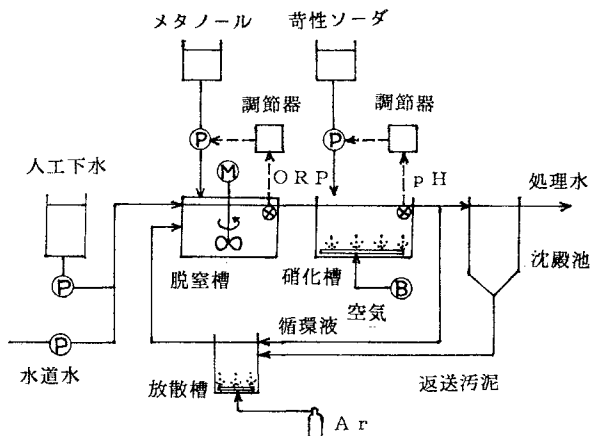 メタノール
苛性ソーダ
調節器
調節器
P
P
人工下水
M
ORP
pH
処理水
P
脱窒槽
硝化槽
沈殿池
空気
B
P
循環液
水道水
放散槽
返送汚泥
Ar